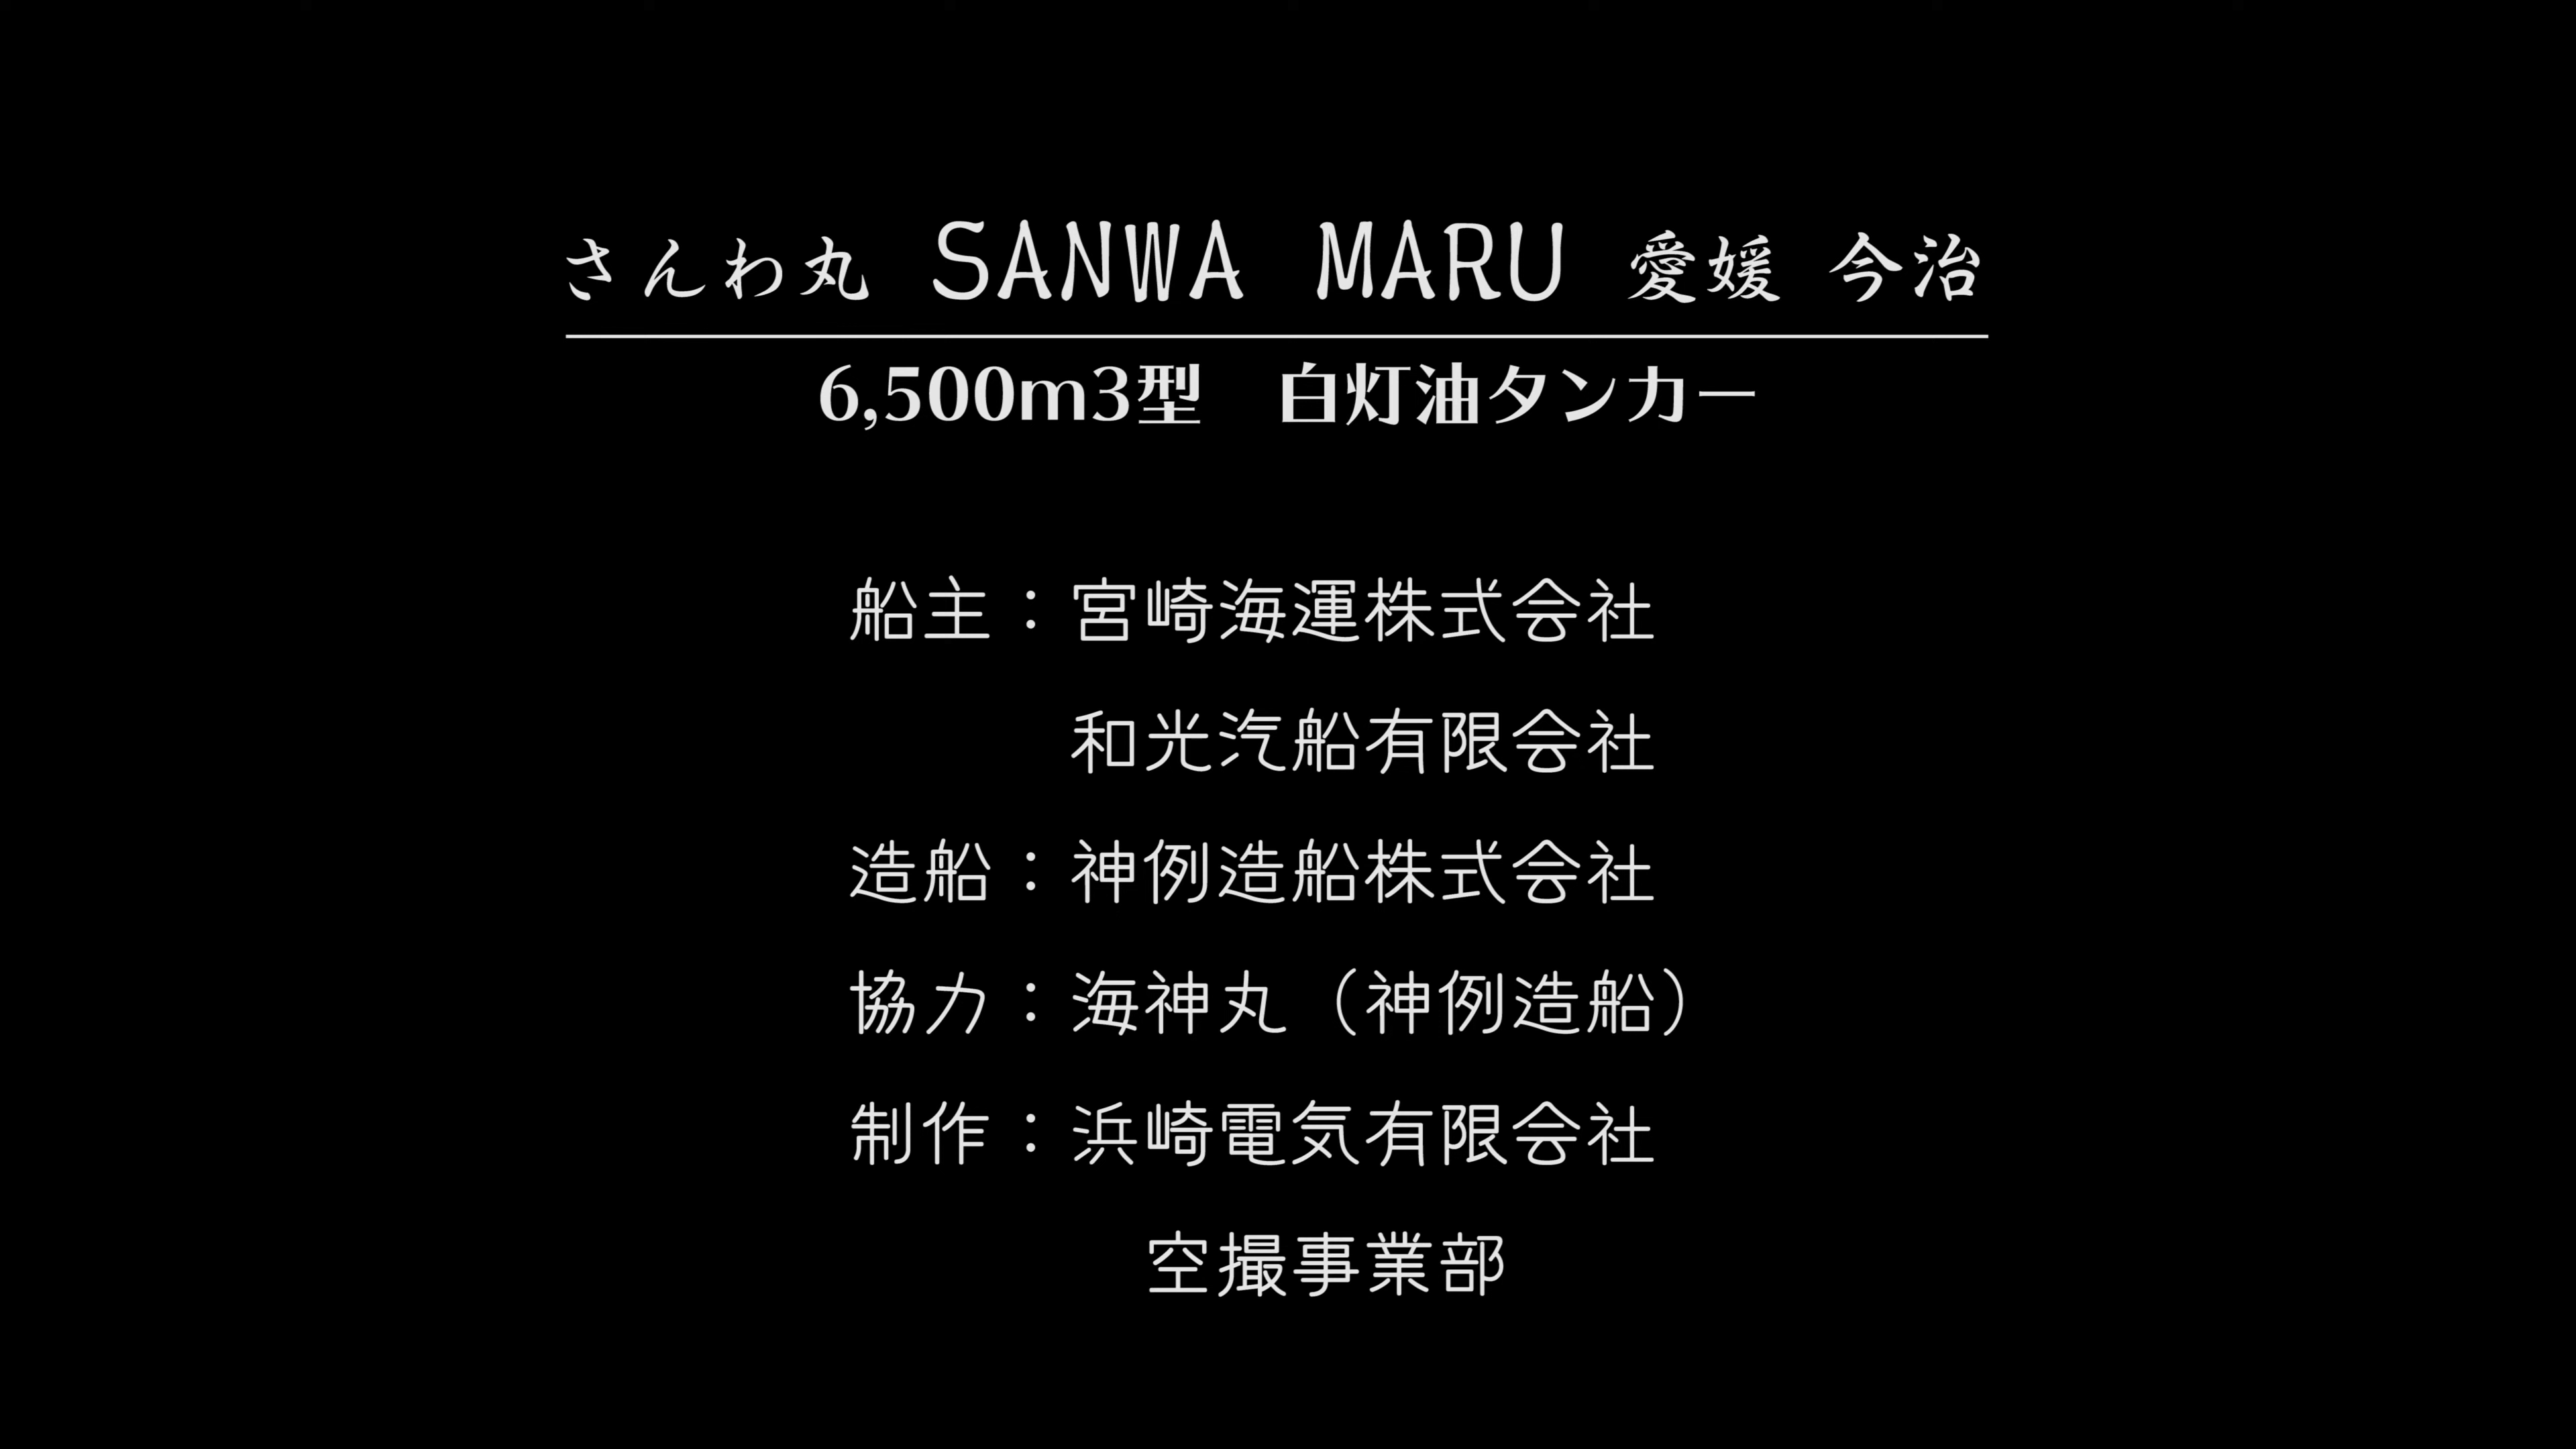 さんわ丸 SANWA MARU 愛媛 今治
6,500m3型　白灯油タンカー
船主：宮崎海運株式会社
和光汽船有限会社
造船：神例造船株式会社
協力：海神丸（神例造船）
制作：浜崎電気有限会社
空撮事業部